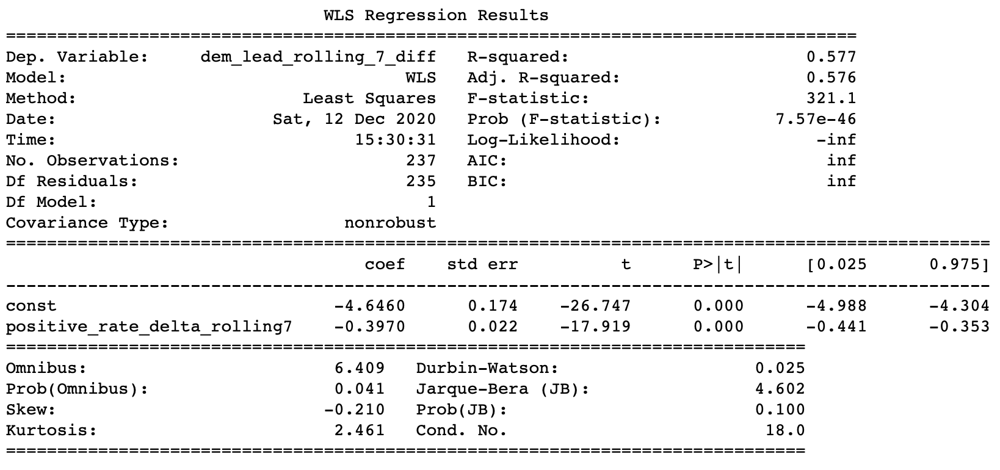 WLS Regression Results
==============================================================================
Dep. Variable: dem_lead_rolling_7_diff R-squared: 0.577
Model: WLS Adj. R-squared: 0.576
Method: Least Squares F-statistic: 321.1
Date: Sat, 12 Dec 2020 Prob (F-statistic): 7.57e-46
Time: 15:30:31 Log-Likelihood: -inf
No. Observations: 237 AIC: inf
Df Residuals: 235 BIC: inf
Df Model: 1
Covariance Type: nonrobust
================================================================================================
coef std err t P>|t| [0.025 0.975]
------------------------------------------------------------------------------------------------
const -4.6460 0.174 -26.747 0.000 -4.988 -4.304
positive_rate_delta_rolling7 -0.3970 0.022 -17.919 0.000 -0.441 -0.353
==============================================================================
Omnibus: 6.409 Durbin-Watson: 0.025
Prob(Omnibus): 0.041 Jarque-Bera (JB): 4.602
Skew: -0.210 Prob(JB): 0.100
Kurtosis: 2.461 Cond. No. 18.0
==============================================================================